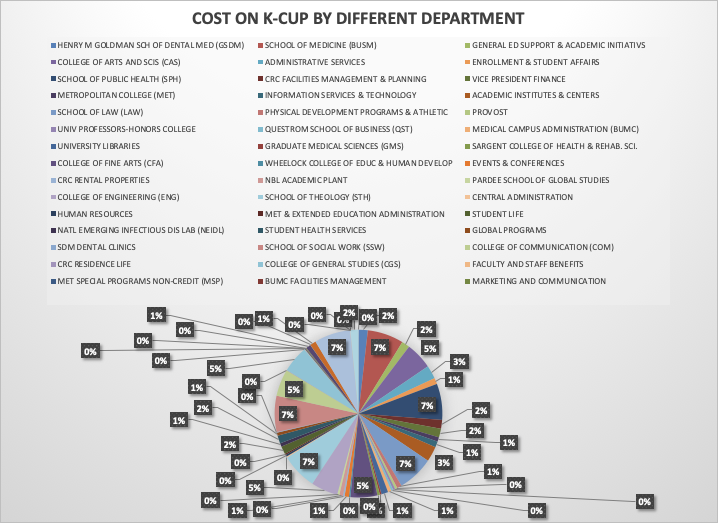 COST ON K-CUP BY DIFFERENT DEPARTMENT
HENRY M GOLDMAN SCH OF DENTAL MED (GSDM) SCHOOL OF MEDICINE (BUSM) GENERAL ED SUPPORT & ACADEMIC INITIATIVS
COLLEGE OF ARTS AND SCIS (CAS) ADMINISTRATIVE SERVICES ENROLLMENT & STUDENT AFFAIRS
SCHOOL OF PUBLIC HEALTH (SPH) CRC FACILITIES MANAGEMENT & PLANNING VICE PRESIDENT FINANCE
METROPOLITAN COLLEGE (MET) INFORMATION SERVICES & TECHNOLOGY ACADEMIC INSTITUTES & CENTERS
SCHOOL OF LAW (LAW) PHYSICAL DEVELOPMENT PROGRAMS & ATHLETIC PROVOST
UNIV PROFESSORS-HONORS COLLEGE QUESTROM SCHOOL OF BUSINESS (QST) MEDICAL CAMPUS ADMINISTRATION (BUMC)
UNIVERSITY LIBRARIES GRADUATE MEDICAL SCIENCES (GMS) SARGENT COLLEGE OF HEALTH & REHAB. SCI.
COLLEGE OF FINE ARTS (CFA) WHEELOCK COLLEGE OF EDUC & HUMAN DEVELOP EVENTS & CONFERENCES
CRC RENTAL PROPERTIES NBL ACADEMIC PLANT PARDEE SCHOOL OF GLOBAL STUDIES
COLLEGE OF ENGINEERING (ENG) SCHOOL OF THEOLOGY (STH) CENTRAL ADMINISTRATION
HUMAN RESOURCES MET & EXTENDED EDUCATION ADMINISTRATION STUDENT LIFE
NATL EMERGING INFECTIOUS DIS LAB (NEIDL) STUDENT HEALTH SERVICES GLOBAL PROGRAMS
SDM DENTAL CLINICS SCHOOL OF SOCIAL WORK (SSW) COLLEGE OF COMMUNICATION (COM)
CRC RESIDENCE LIFE COLLEGE OF GENERAL STUDIES (CGS) FACULTY AND STAFF BENEFITS
MET SPECIAL PROGRAMS NON-CREDIT (MSP) BUMC FACILITIES MANAGEMENT MARKETING AND COMMUNICATION
1% 0% 2% 0% 2%
0% 1% 0% 0%
0% 2%
0% 7% 7% 5%
0% 3%
0% 5% 1%
0% 5%
1% 0%
2% 7% 7% 2%
1% 2%
2% 1%
0% 7% 7% 3% 1%
0% 1%
5% 5% 0%
0% 0%
1% 0% 1% 0% 0% 1% 1% 0%